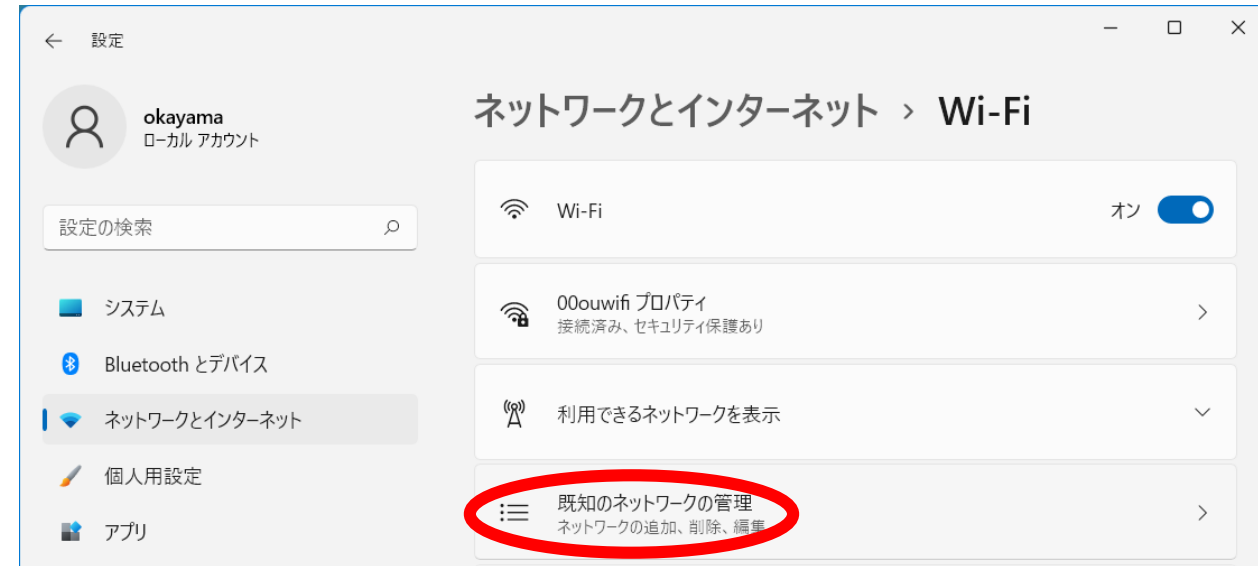 設定
okayama
ローカル アカウント
設定の検索
システム
Bluetooth とデバイス
ネットワークとインターネット
個人用設定
アプリ
ネットワークとインターネット › Wi-Fi
Wi-Fi
オン
00ouwifi プロパティ
接続済み、セキュリティ保護あり
利用できるネットワークを表示
既知のネットワークの管理
ネットワークの追加、削除、編集